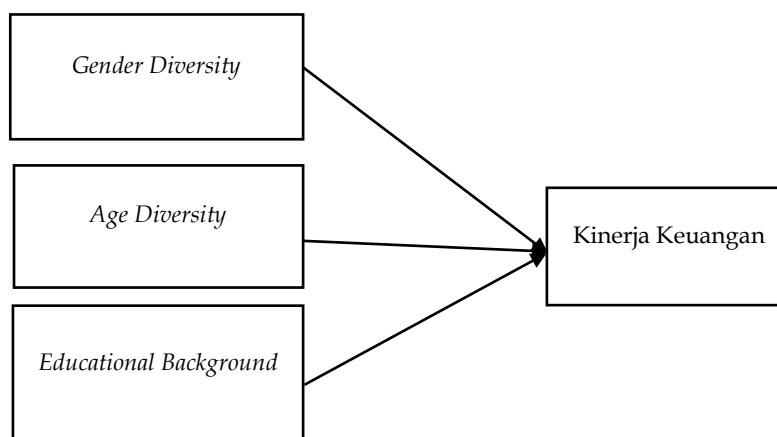 Gender Diversity
Age Diversity
Kinerja Keuangan
Educational Background